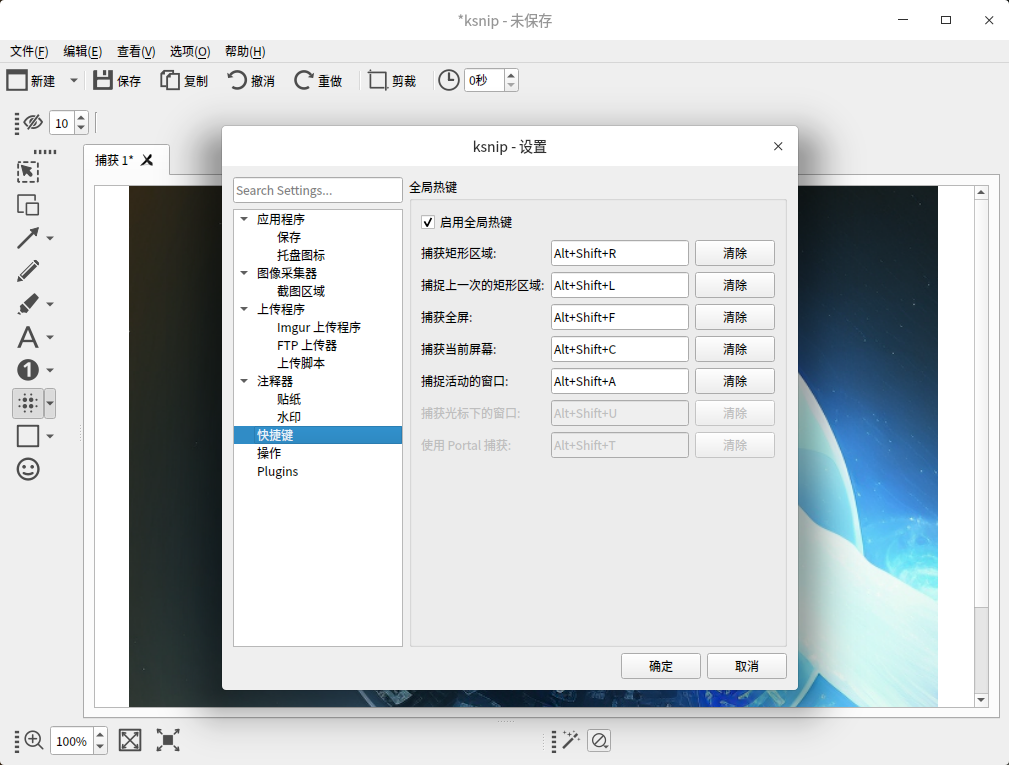 *ksnip - 未保存
文件(F) 编辑(E) 查看(V) 选项(O) 帮助(H)
新建 保存 复制 撤消 重做 剪裁 0秒
10
捕获 1*
ksnip - 设置
Search Settings...
应用程序
保存
托盘图标
图像采集器
截图区域
上传程序
Imgur 上传程序
FTP 上传器
上传脚本
注释器
贴纸
水印
快捷键
操作
Plugins
全局热键
启用全局热键
捕获矩形区域: Alt+Shift+R 清除
捕捉上一次的矩形区域: Alt+Shift+L 清除
捕获全屏: Alt+Shift+F 清除
捕获当前屏幕: Alt+Shift+C 清除
捕捉活动的窗口: Alt+Shift+A 清除
捕获光标下的窗口: Alt+Shift+U 清除
使用 Portal 捕获: Alt+Shift+T 清除
确定 取消
A
1
100%